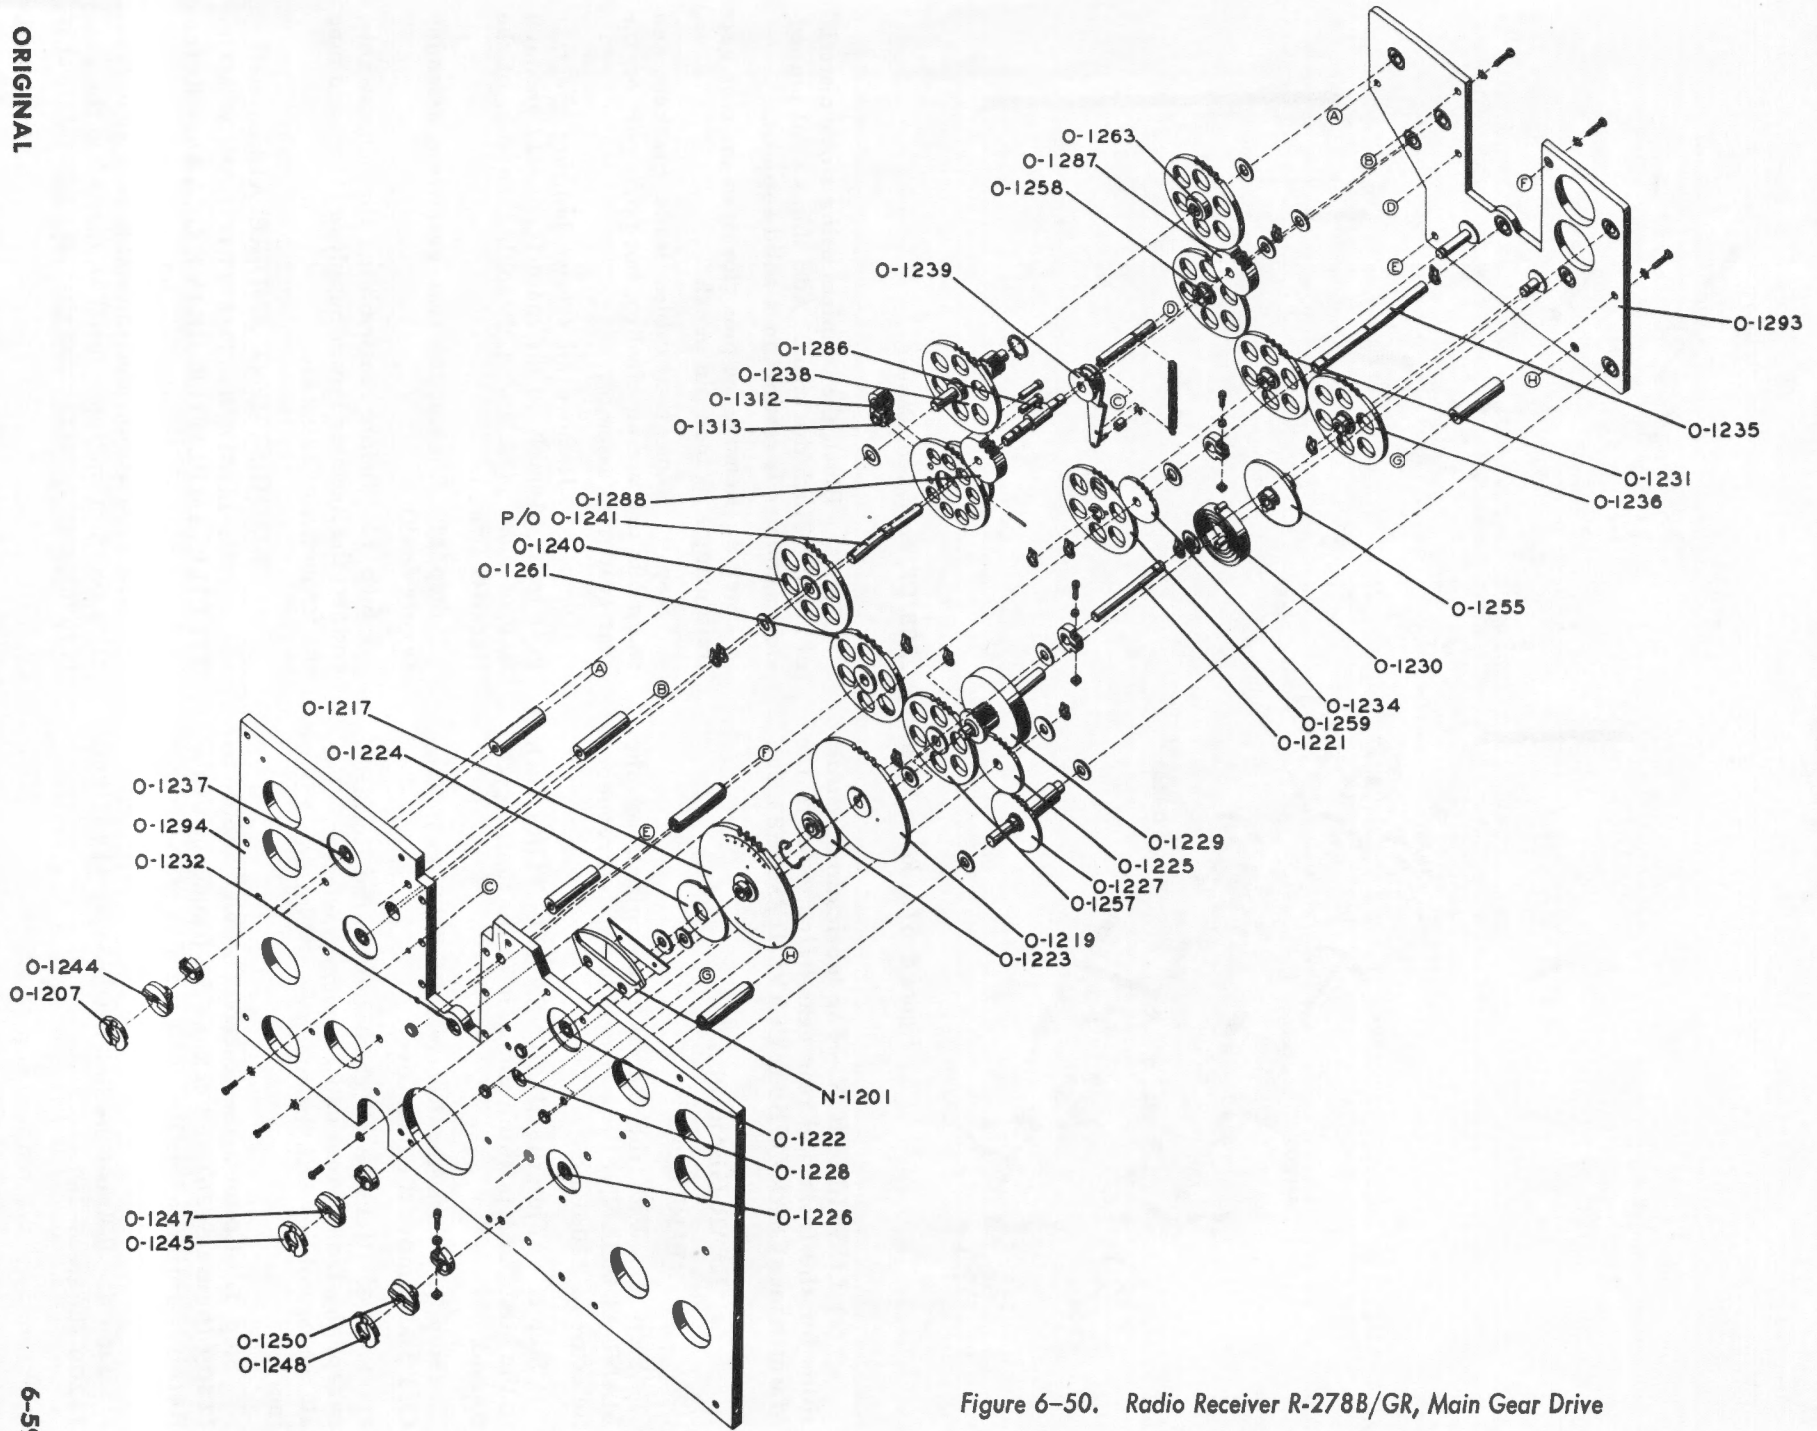 ORIGINAL
A
B
D
F
E
H
G
O-1263
O-1287
O-1258
O-1239
D
C
O-1293
O-1286
O-1238
O-1312
O-1313
O-1235
O-1231
O-1236
O-1288
P/O O-1241
O-1240
O-1261
O-1255
O-1230
O-1234
O-1259
O-1221
A
B
O-1217
O-1224
F
O-1237
O-1294
O-1232
E
C
O-1229
O-1225
O-1227
O-1257
O-1219
O-1223
G
H
O-1244
O-1207
N-1201
O-1222
O-1228
O-1226
O-1247
O-1245
O-1250
O-1248
Figure 6-50. Radio Receiver R-278B/GR, Main Gear Drive